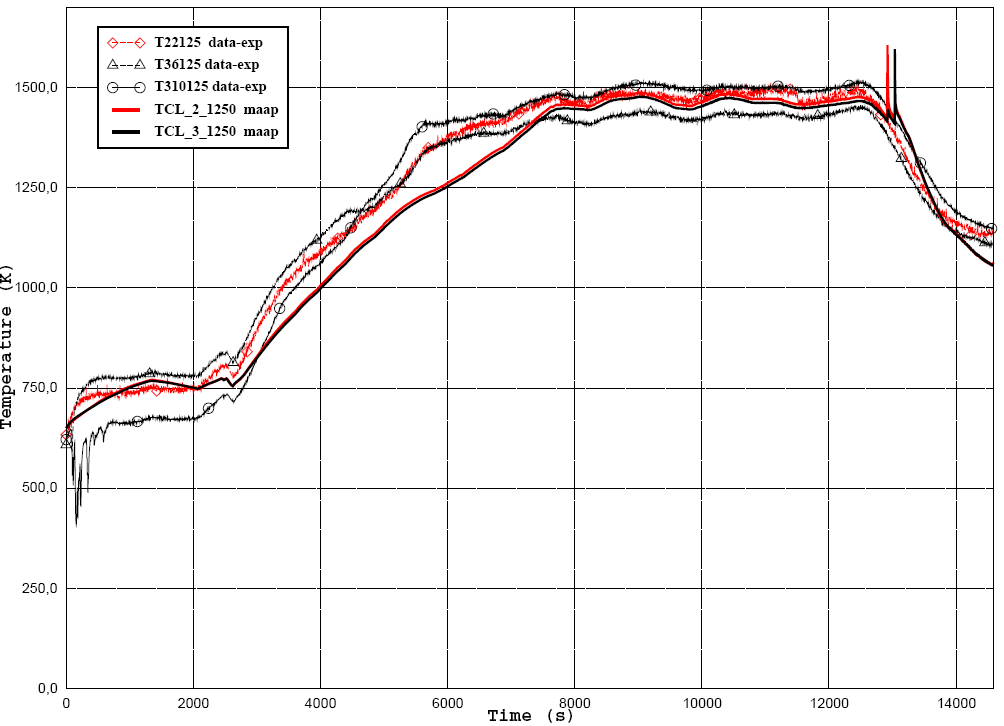 T22125 data-exp
T36125 data-exp
T310125 data-exp
TCL_2_1250 maap
TCL_3_1250 maap
1500,0
1250,0
1000,0
750,0
500,0
250,0
0,0
Temperature (K)
0 2000 4000 6000 8000 10000 12000 14000
Time (s)